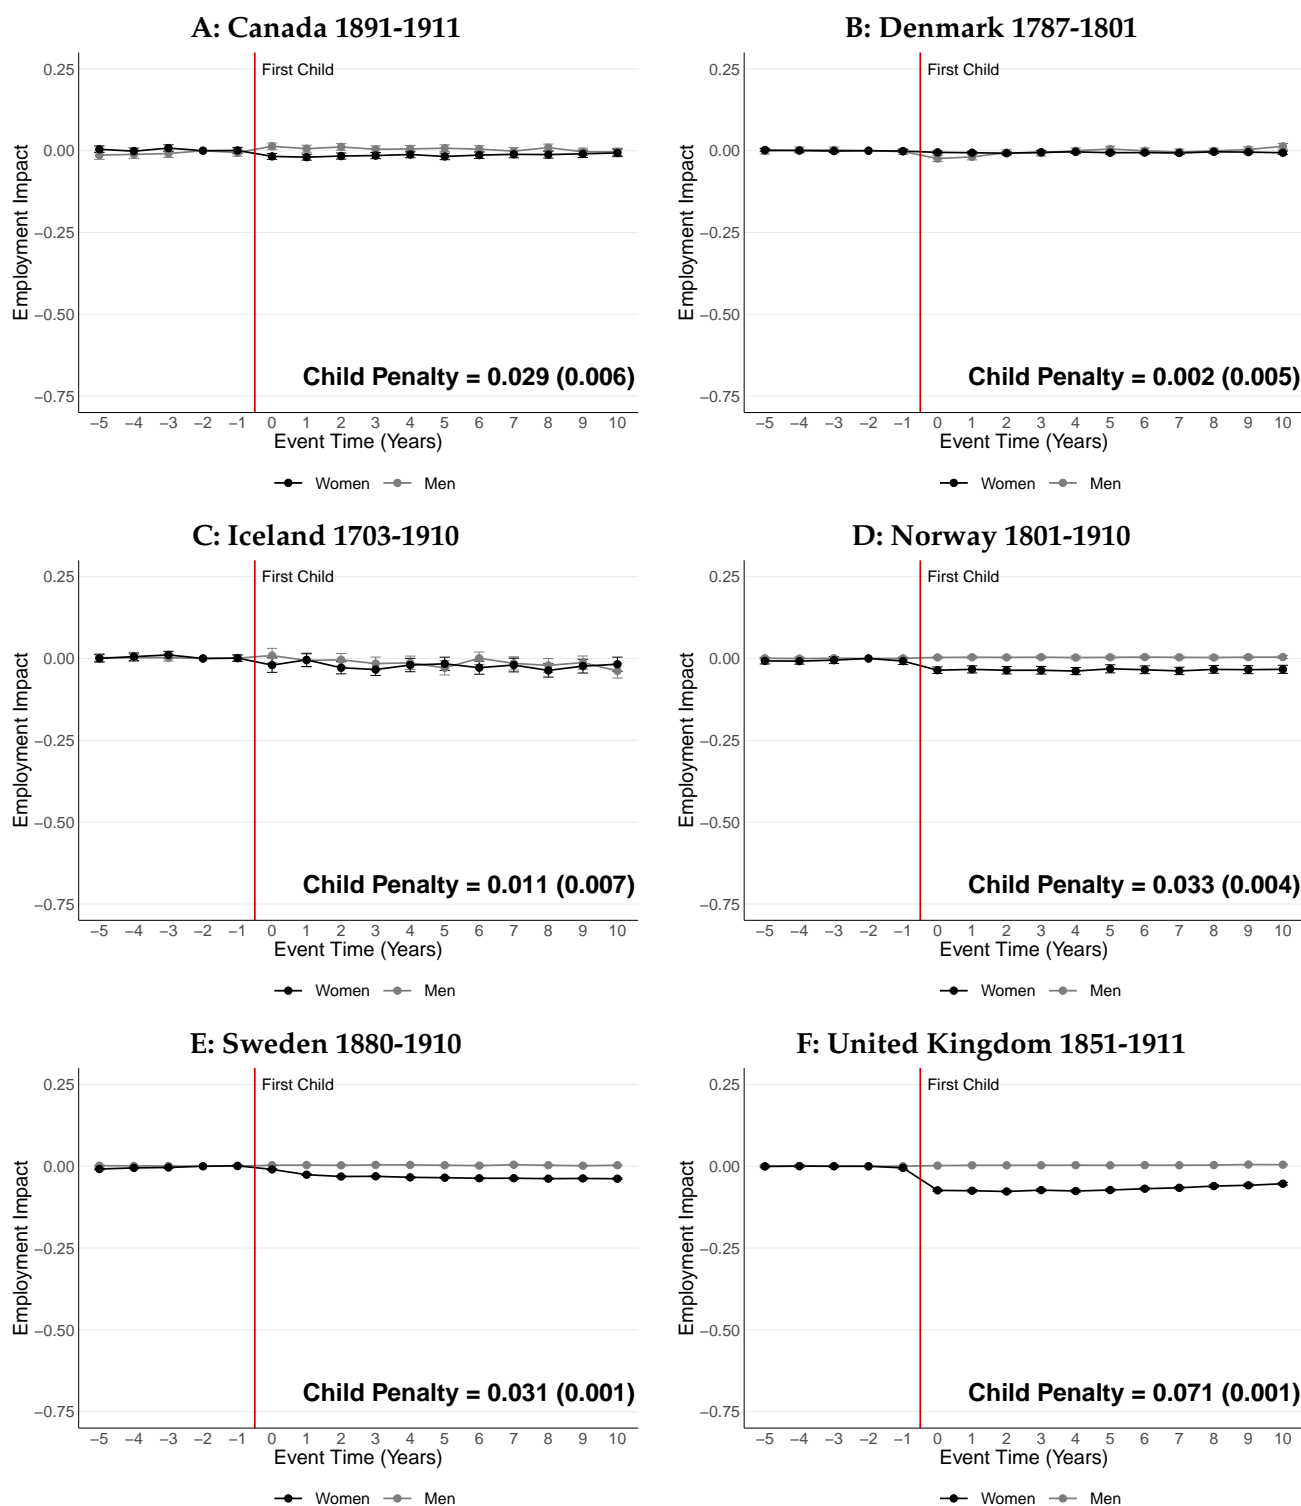 A: Canada 1891-1911
0.25
First Child
0.00
−0.25
−0.50
−0.75
Employment Impact
Child Penalty = 0.029 (0.006)
−5 −4 −3 −2 −1 0 1 2 3 4 5 6 7 8 9 10
Event Time (Years)
Women Men
B: Denmark 1787-1801
0.25
First Child
0.00
−0.25
−0.50
−0.75
Employment Impact
Child Penalty = 0.002 (0.005)
−5 −4 −3 −2 −1 0 1 2 3 4 5 6 7 8 9 10
Event Time (Years)
Women Men
C: Iceland 1703-1910
0.25
First Child
0.00
−0.25
−0.50
−0.75
Employment Impact
Child Penalty = 0.011 (0.007)
−5 −4 −3 −2 −1 0 1 2 3 4 5 6 7 8 9 10
Event Time (Years)
Women Men
D: Norway 1801-1910
0.25
First Child
0.00
−0.25
−0.50
−0.75
Employment Impact
Child Penalty = 0.033 (0.004)
−5 −4 −3 −2 −1 0 1 2 3 4 5 6 7 8 9 10
Event Time (Years)
Women Men
E: Sweden 1880-1910
0.25
First Child
0.00
−0.25
−0.50
−0.75
Employment Impact
Child Penalty = 0.031 (0.001)
−5 −4 −3 −2 −1 0 1 2 3 4 5 6 7 8 9 10
Event Time (Years)
Women Men
F: United Kingdom 1851-1911
0.25
First Child
0.00
−0.25
−0.50
−0.75
Employment Impact
Child Penalty = 0.071 (0.001)
−5 −4 −3 −2 −1 0 1 2 3 4 5 6 7 8 9 10
Event Time (Years)
Women Men